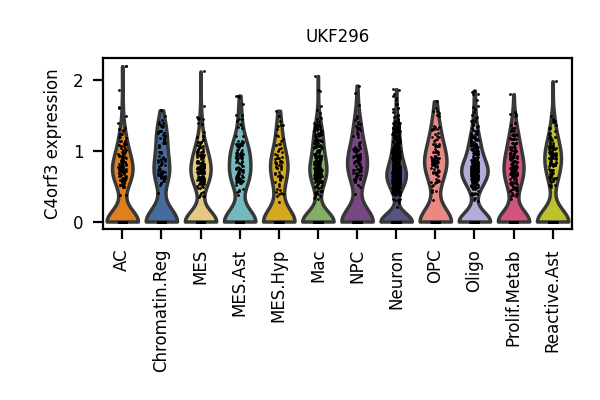 UKF296
C4orf3 expression
2
1
0
AC
Chromatin.Reg
MES
MES.Ast
MES.Hyp
Mac
NPC
Neuron
OPC
Oligo
Prolif.Metab
Reactive.Ast